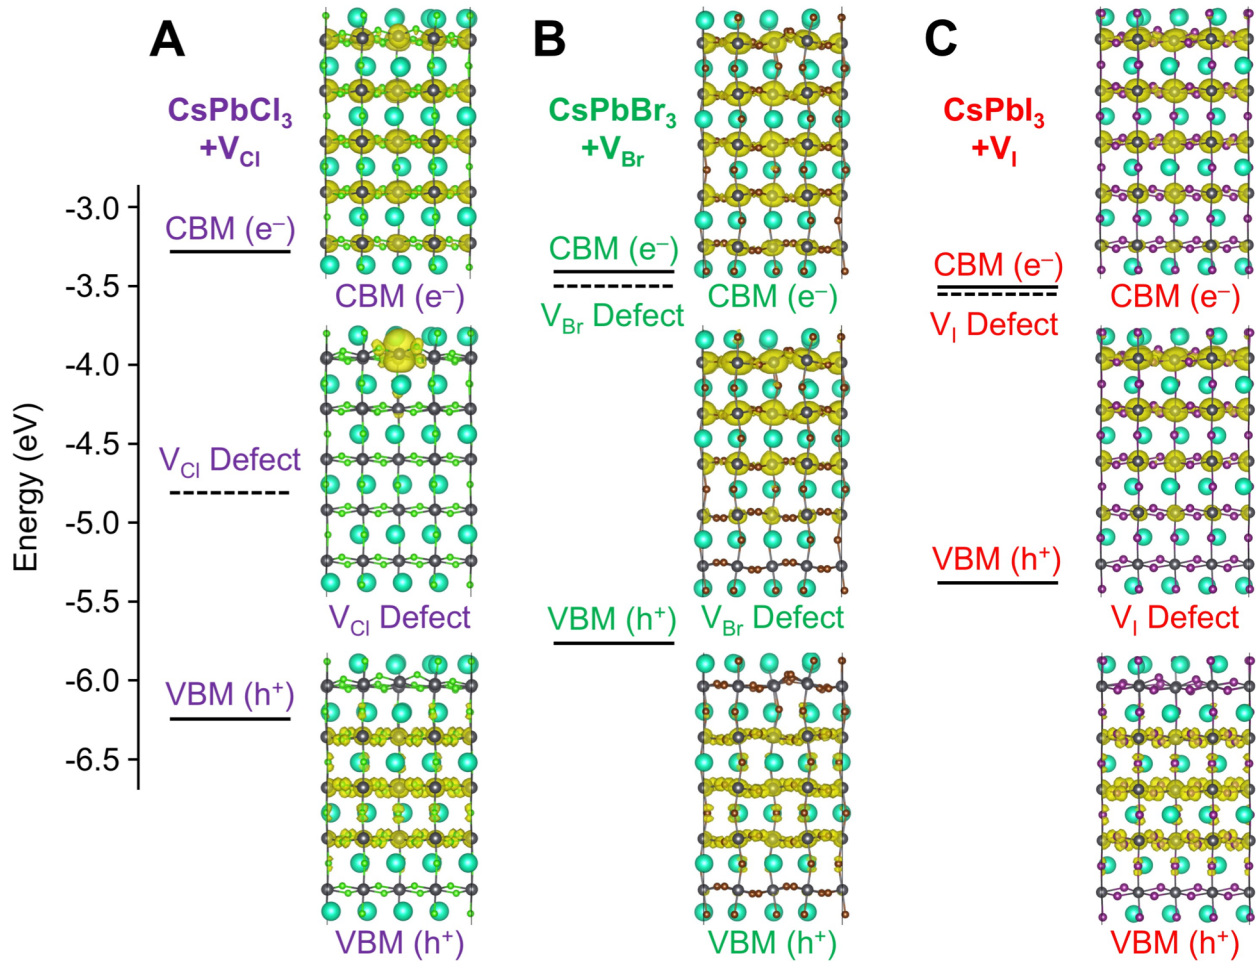 A
CsPbCl3
+VCl
Energy (eV)
-3.0
-3.5
-4.0
-4.5
-5.0
-5.5
-6.0
-6.5
CBM (e–)
VCl Defect
VBM (h+)
CBM (e–)
VCl Defect
VBM (h+)
B
CsPbBr3
+VBr
CBM (e–)
VBr Defect
VBM (h+)
CBM (e–)
VBr Defect
VBM (h+)
C
CsPbI3
+VI
CBM (e–)
VI Defect
VBM (h+)
CBM (e–)
VI Defect
VBM (h+)